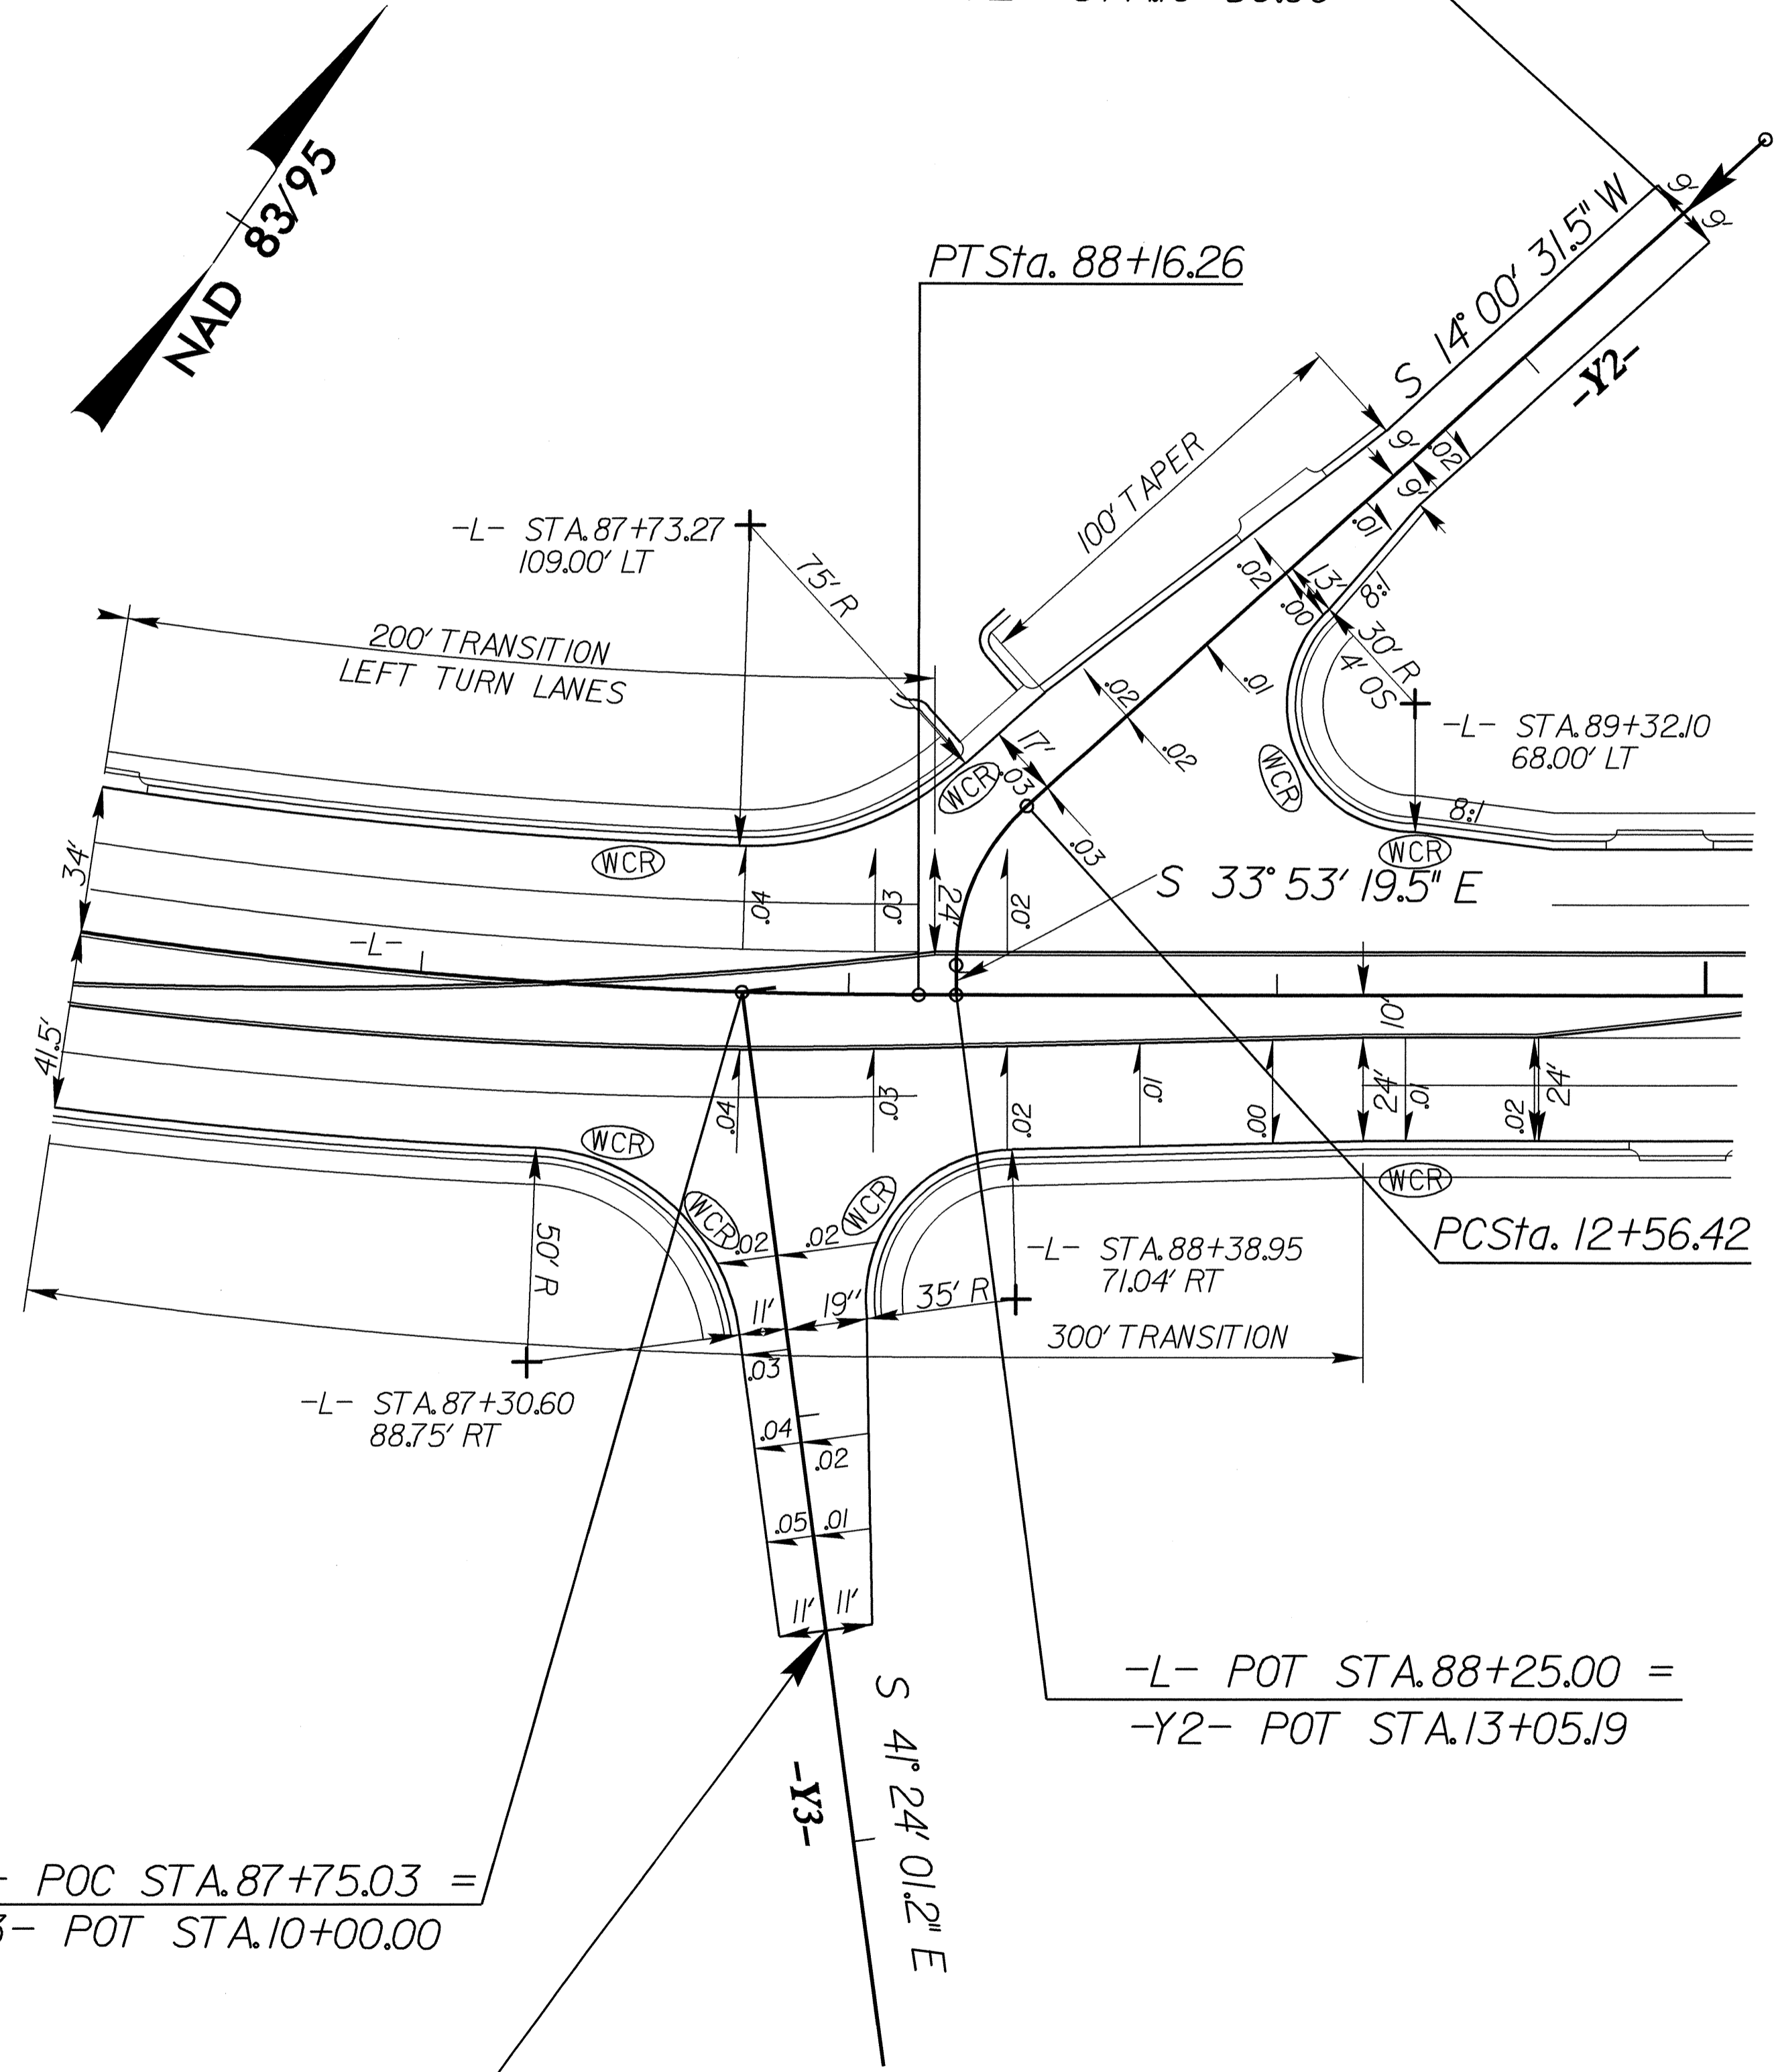 NAD 83/95
PT Sta. 88+16.26
S 14° 00' 31.5" W
9'
9'
-Y2-
100' TAPER
9'
.02
9'
.01
-L- STA. 87+73.27
109.00' LT
75' R
.02
13'
.00
8:1
30' R
4' OS
200' TRANSITION
LEFT TURN LANES
.01
.02
.02
-L- STA. 89+32.10
68.00' LT
17'
.03
WCR
WCR
.03
8:1
WCR
WCR
34'
.04
.03
24'
.02
S 33° 53' 19.5" E
-L-
10'
41.5'
.04
.03
.02
.01
.00
24'
.01
.02
24'
WCR
WCR
WCR
WCR
.02
.02
PC Sta. 12+56.42
50' R
-L- STA. 88+38.95
71.04' RT
11'
19''
35' R
300' TRANSITION
.03
-L- STA. 87+30.60
88.75' RT
.04
.02
.05
.01
11'
11'
-L- POT STA. 88+25.00 =
-Y2- POT STA. 13+05.19
S 41° 24' 01.2" E
-Y3-
- POC STA. 87+75.03 =
3- POT STA. 10+00.00